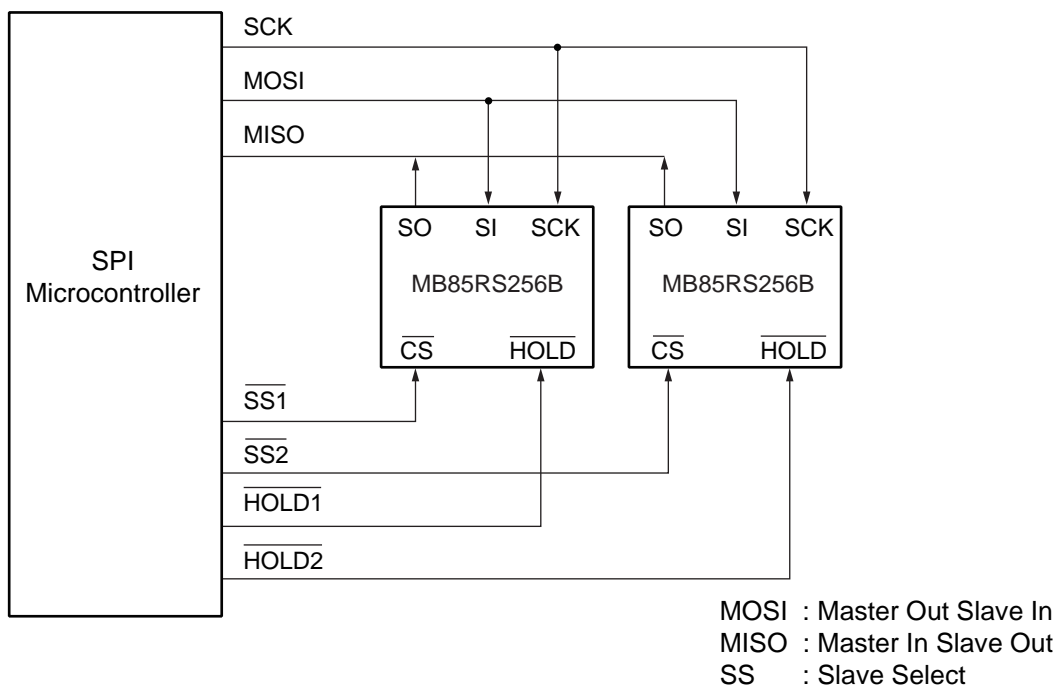 SCK
MOSI
MISO
SO SI SCK
SO SI SCK
SPI
Microcontroller
MB85RS256B
MB85RS256B
CS HOLD
CS HOLD
SS1
SS2
HOLD1
HOLD2
MOSI : Master Out Slave In
MISO : Master In Slave Out
SS : Slave Select